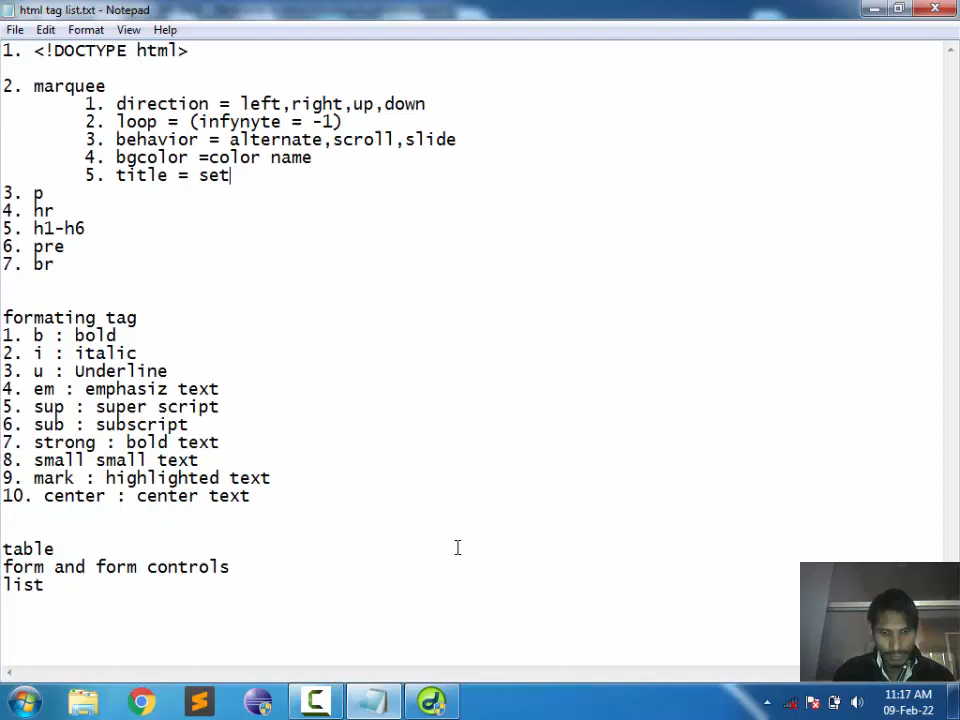 html tag list.txt - Notepad
File Edit Format View Help
1. <!DOCTYPE html>
2. marquee
1. direction = left,right,up,down
2. loop = (infynyte = -1)
3. behavior = alternate,scroll,slide
4. bgcolor =color name
5. title = set
3. p
4. hr
5. h1-h6
6. pre
7. br
formating tag
1. b : bold
2. i : italic
3. u : Underline
4. em : emphasiz text
5. sup : super script
6. sub : subscript
7. strong : bold text
8. small small text
9. mark : highlighted text
10. center : center text
table
form and form controls
list
11:17 AM
09-Feb-22